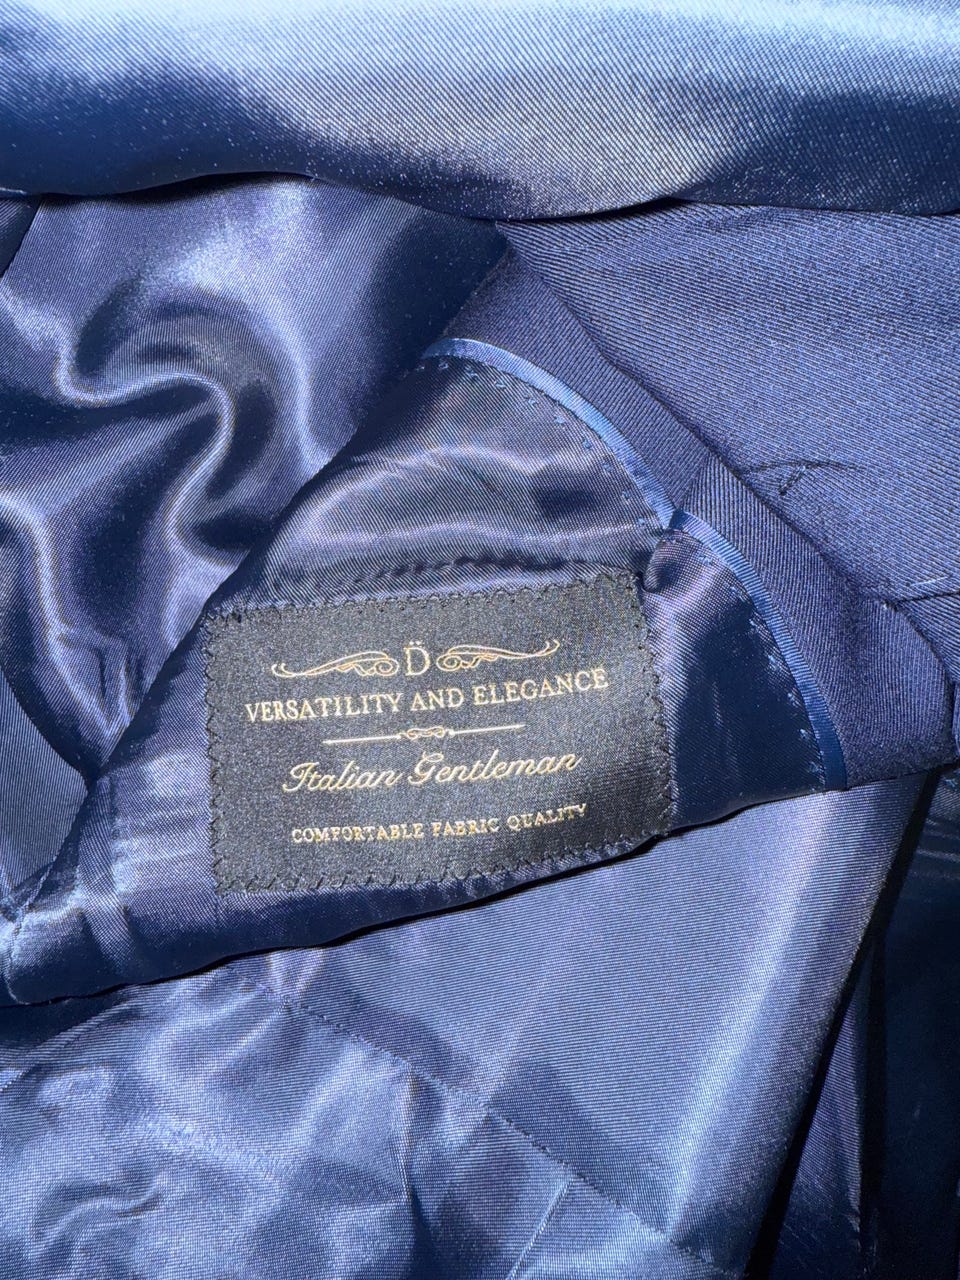 D̈
VERSATILITY AND ELEGANCE
Italian Gentleman
COMFORTABLE FABRIC QUALITY